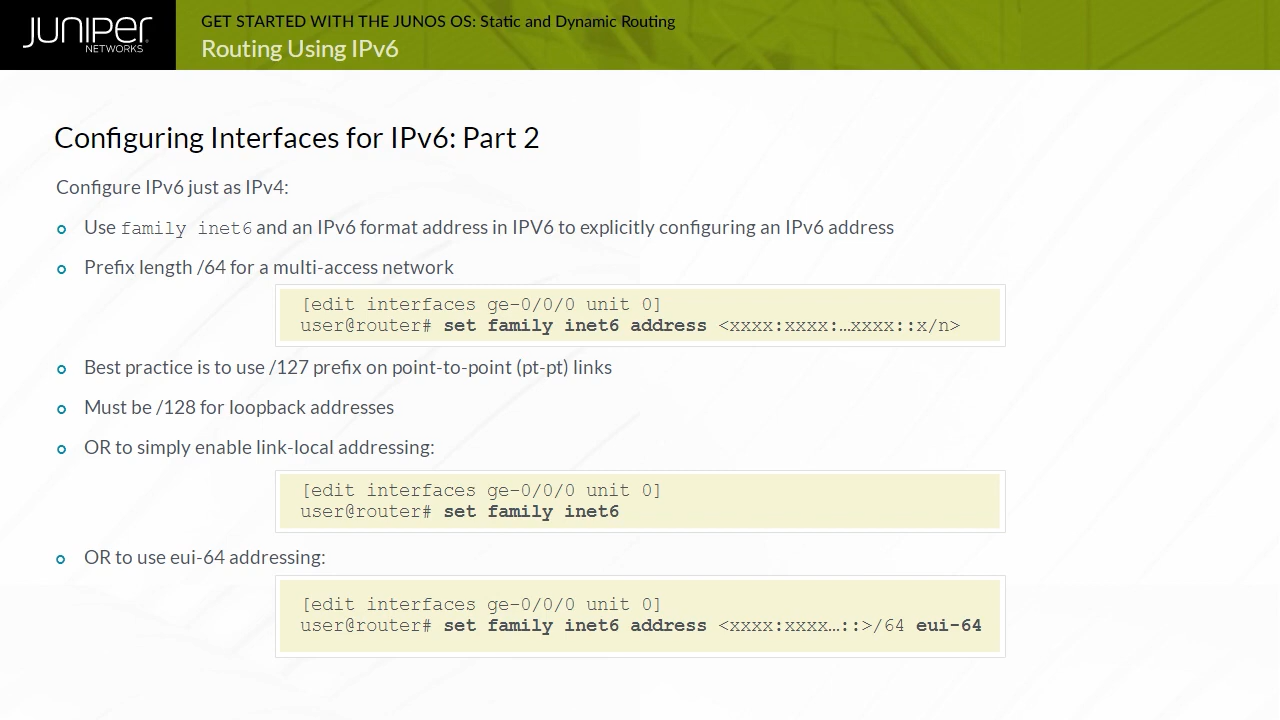 JUNIPER
NETWORKS
GET STARTED WITH THE JUNOS OS: Static and Dynamic Routing
Routing Using IPv6
Configuring Interfaces for IPv6: Part 2
Configure IPv6 just as IPv4:
Use family inet6 and an IPv6 format address in IPV6 to explicitly configuring an IPv6 address
Prefix length /64 for a multi-access network
[edit interfaces ge-0/0/0 unit 0]
user@router# set family inet6 address <xxxx:xxxx:…xxxx::x/n>
Best practice is to use /127 prefix on point-to-point (pt-pt) links
Must be /128 for loopback addresses
OR to simply enable link-local addressing:
[edit interfaces ge-0/0/0 unit 0]
user@router# set family inet6
OR to use eui-64 addressing:
[edit interfaces ge-0/0/0 unit 0]
user@router# set family inet6 address <xxxx:xxxx…::>/64 eui-64